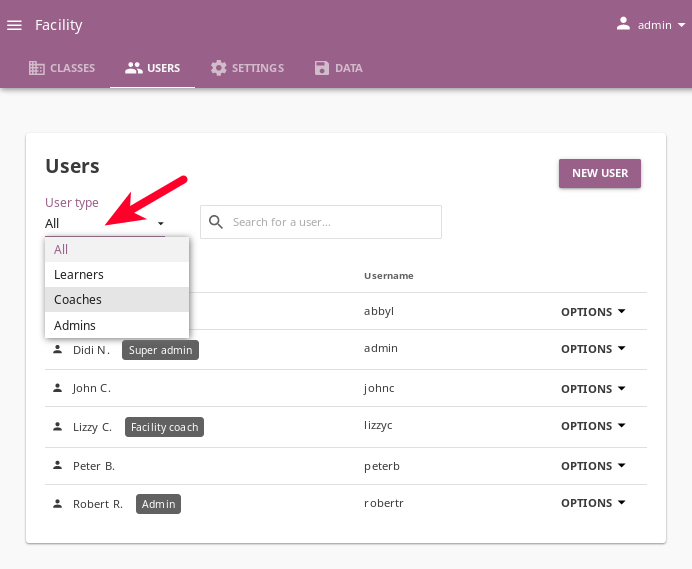 Facility
admin
CLASSES
USERS
SETTINGS
DATA
Users
NEW USER
User type
All
Search for a user...
All
Learners
Coaches
Admins
Username
abbyl OPTIONS
Didi N. Super admin admin OPTIONS
John C. johnc OPTIONS
Lizzy C. Facility coach lizzyc OPTIONS
Peter B. peterb OPTIONS
Robert R. Admin robertr OPTIONS